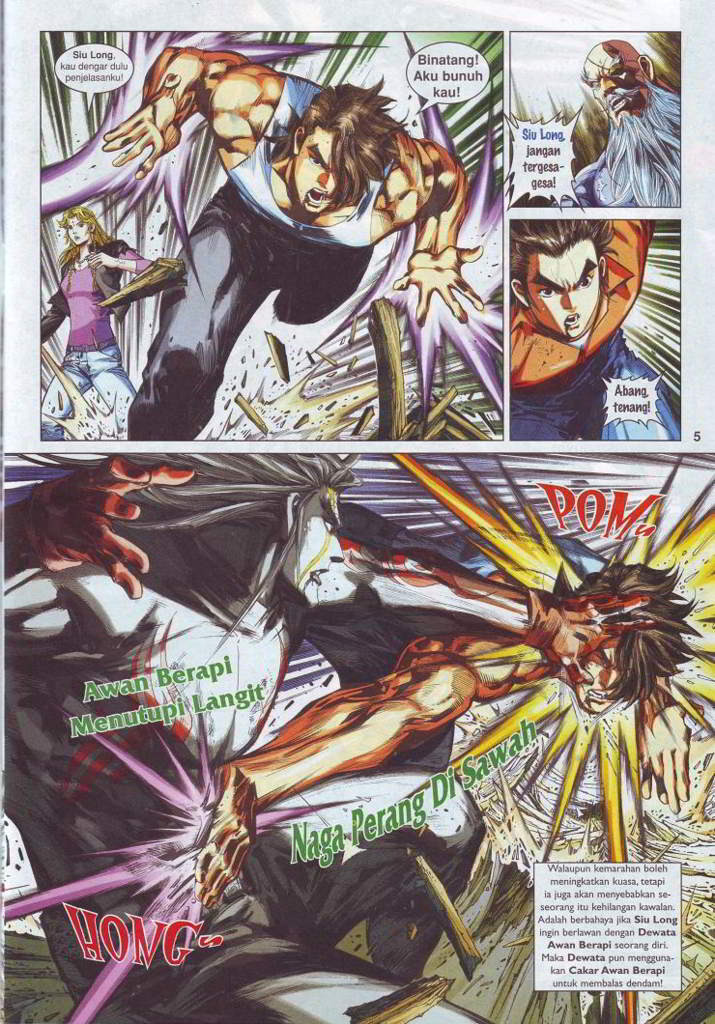 Siu Long,
kau dengar dulu
penjelasanku!
Binatang!
Aku bunuh
kau!
Siu Long,
jangan
tergesa-
gesa!
Abang,
tenang!
5
POM
Awan Berapi
Menutupi Langit
Naga Perang Di Sawah
HONG
Walaupun kemarahan boleh
meningkatkan kuasa, tetapi
ia juga akan menyebabkan se-
seorang itu kehilangan kawalan.
Adalah berbahaya jika Siu Long
ingin berlawan dengan Dewata
Awan Berapi seorang diri.
Maka Dewata pun mengguna-
kan Cakar Awan Berapi
untuk membalas dendam!